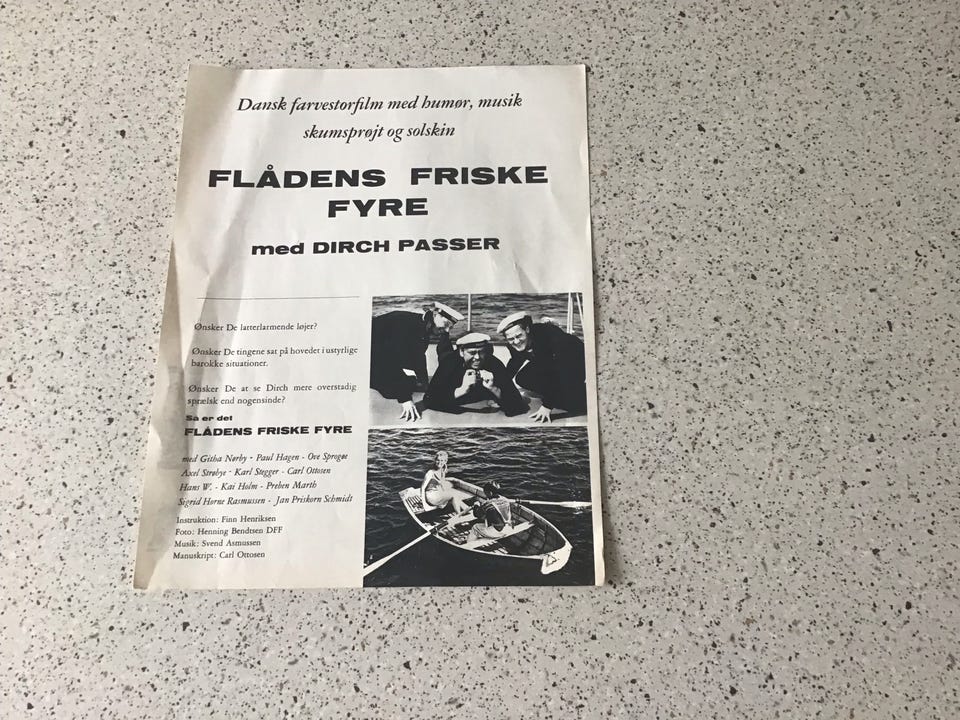 Dansk farvestorfilm med humør, musik
skumsprøjt og solskin
FLÅDENS FRISKE
FYRE
med DIRCH PASSER
Ønsker De latterlarmende løjer?
Ønsker De tingene sat på hovedet i ustyrlige
barokke situationer.
Ønsker De at se Dirch mere overstadig
sprælsk end nogensinde?
Så er det
FLÅDENS FRISKE FYRE
med Githa Nørby - Paul Hagen - Ove Sprogøe
Axel Strøbye - Karl Stegger - Carl Ottosen
Hans W. - Kai Holm - Preben Marth
Sigrid Horne Rasmussen - Jan Priskorn Schmidt
Instruktion: Finn Henriksen
Foto: Henning Bendtsen DFF
Musik: Svend Asmussen
Manuskript: Carl Ottosen